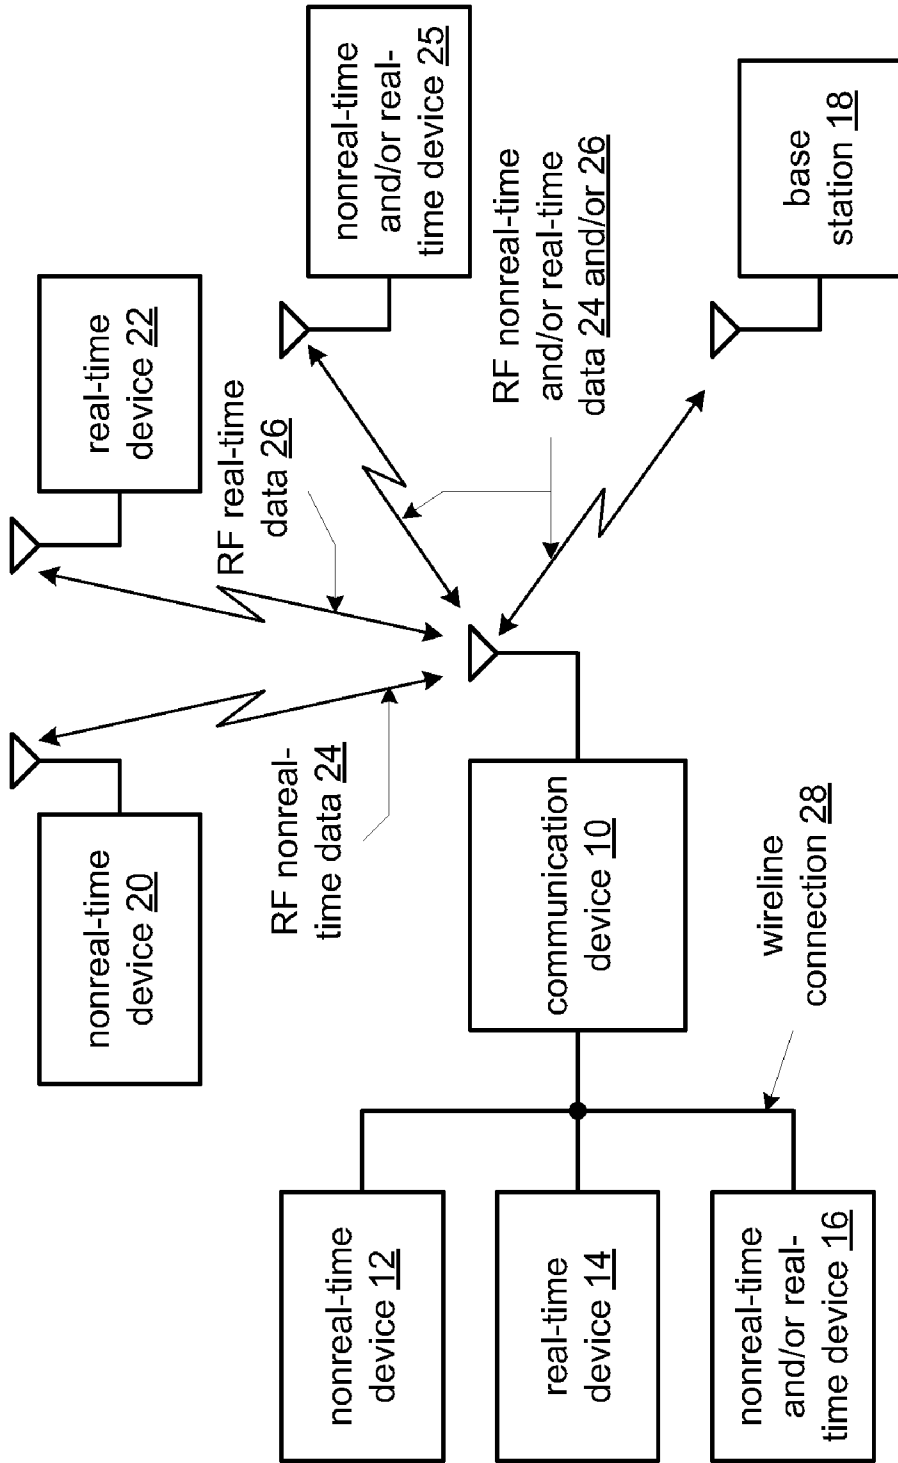 nonreal-time
device 20
real-time
device 22
RF nonreal-
time data 24
RF real-time
data 26
nonreal-time
and/or real-
time device 25
nonreal-time
device 12
real-time
device 14
nonreal-time
and/or real-
time device 16
communication
device 10
RF nonreal-time
and/or real-time
data 24 and/or 26
wireline
connection 28
base
station 18